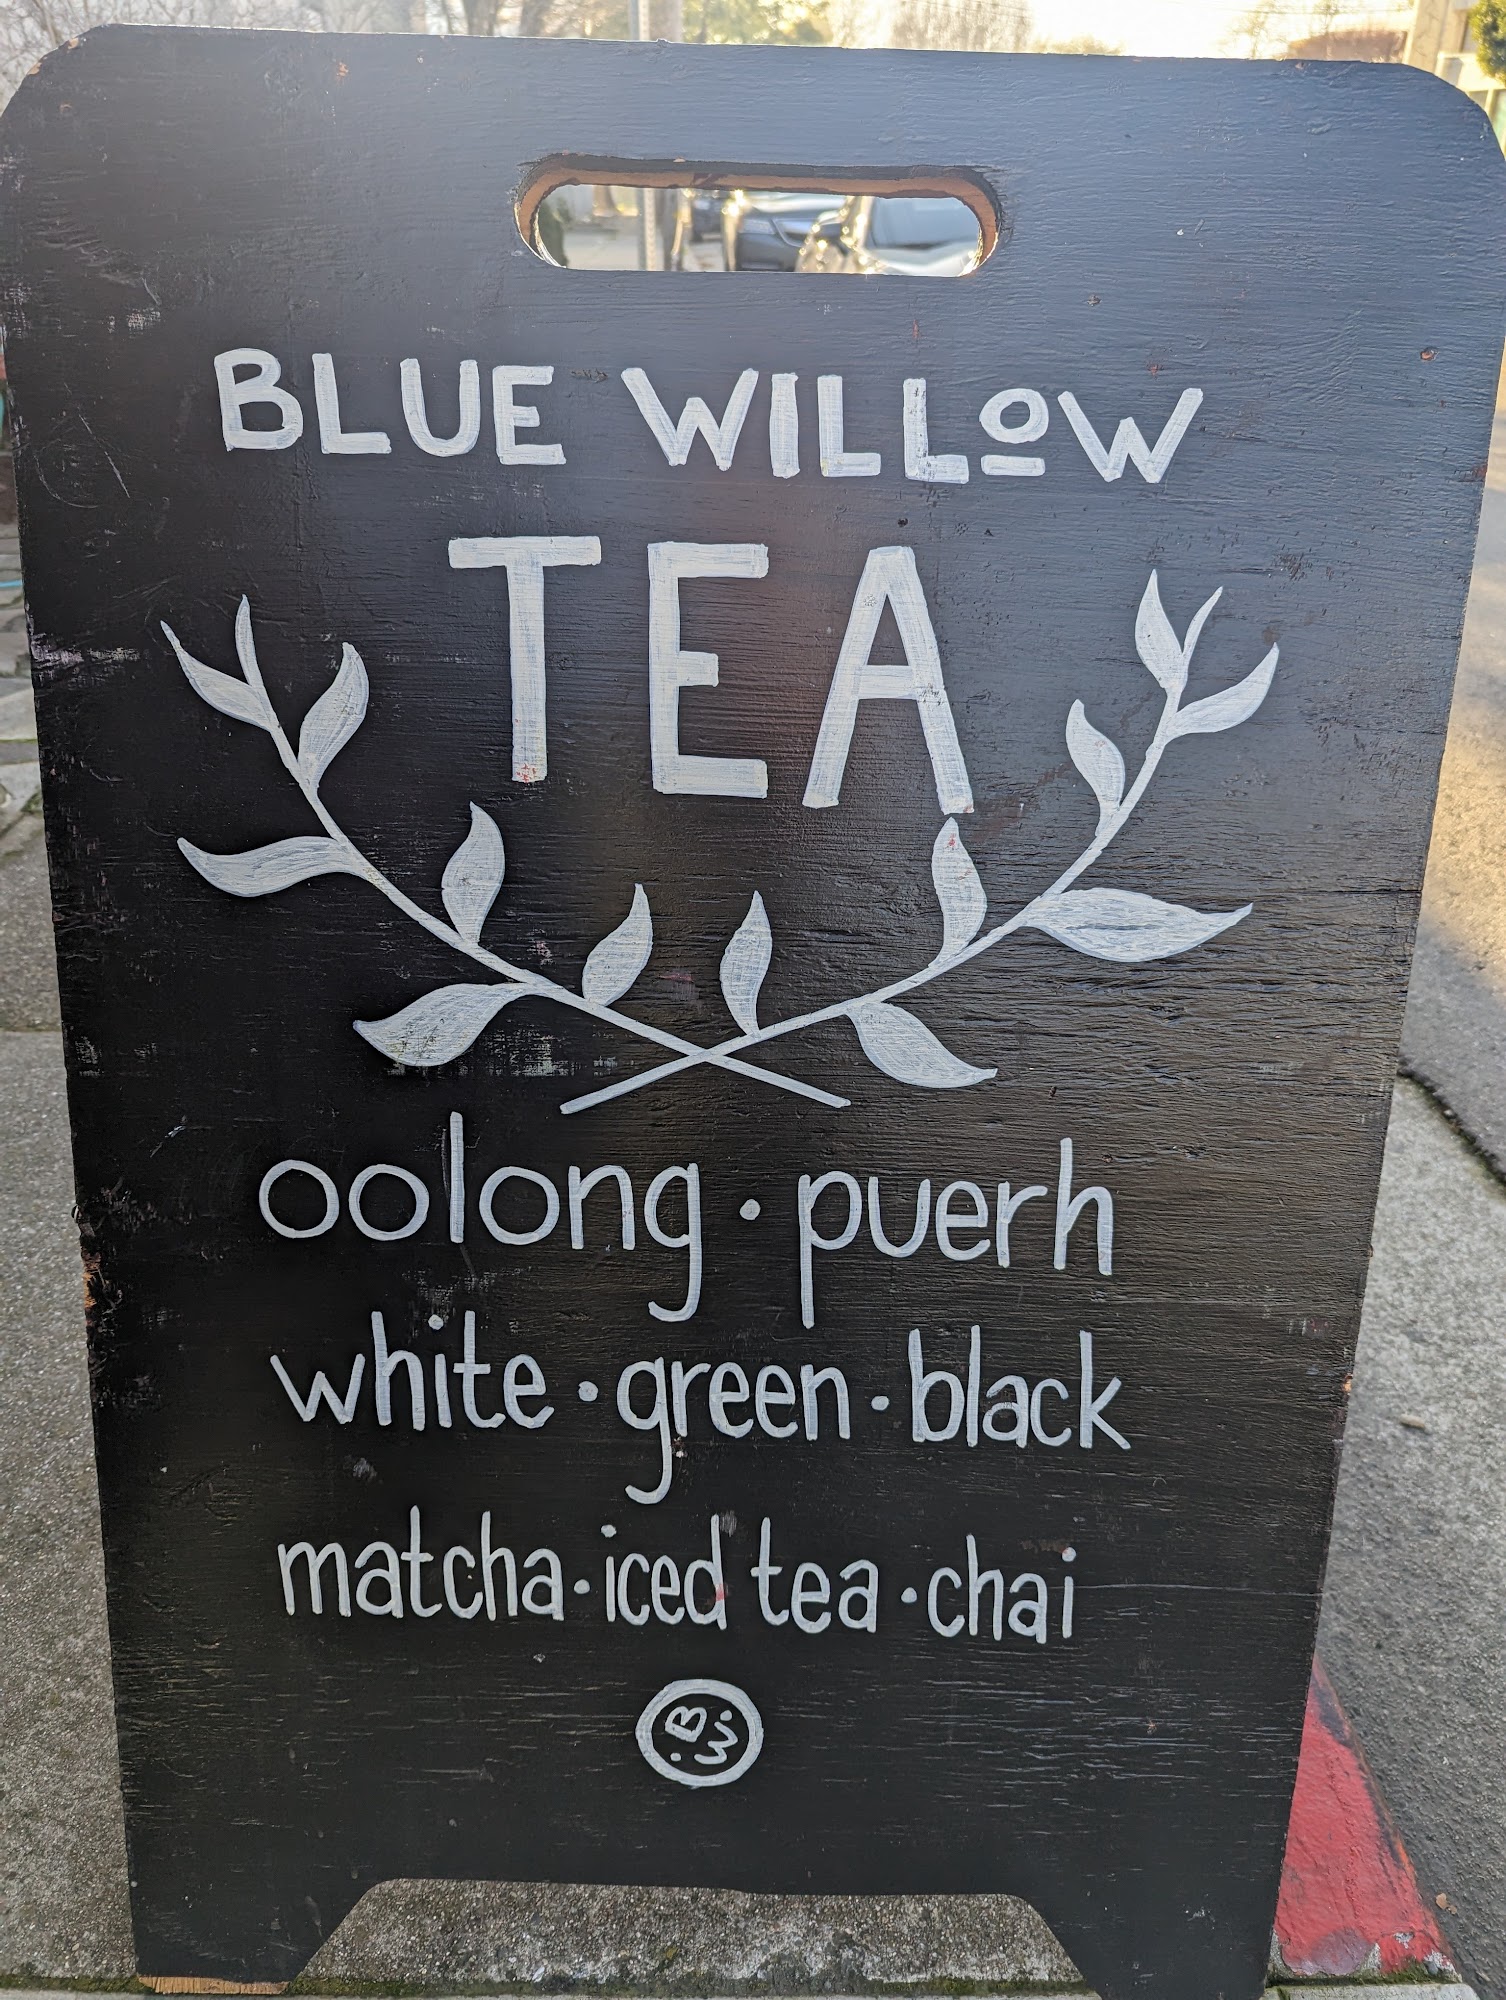 BLUE WILLOW
TEA
oolong · puerh
white · green · black
matcha · iced tea · chai